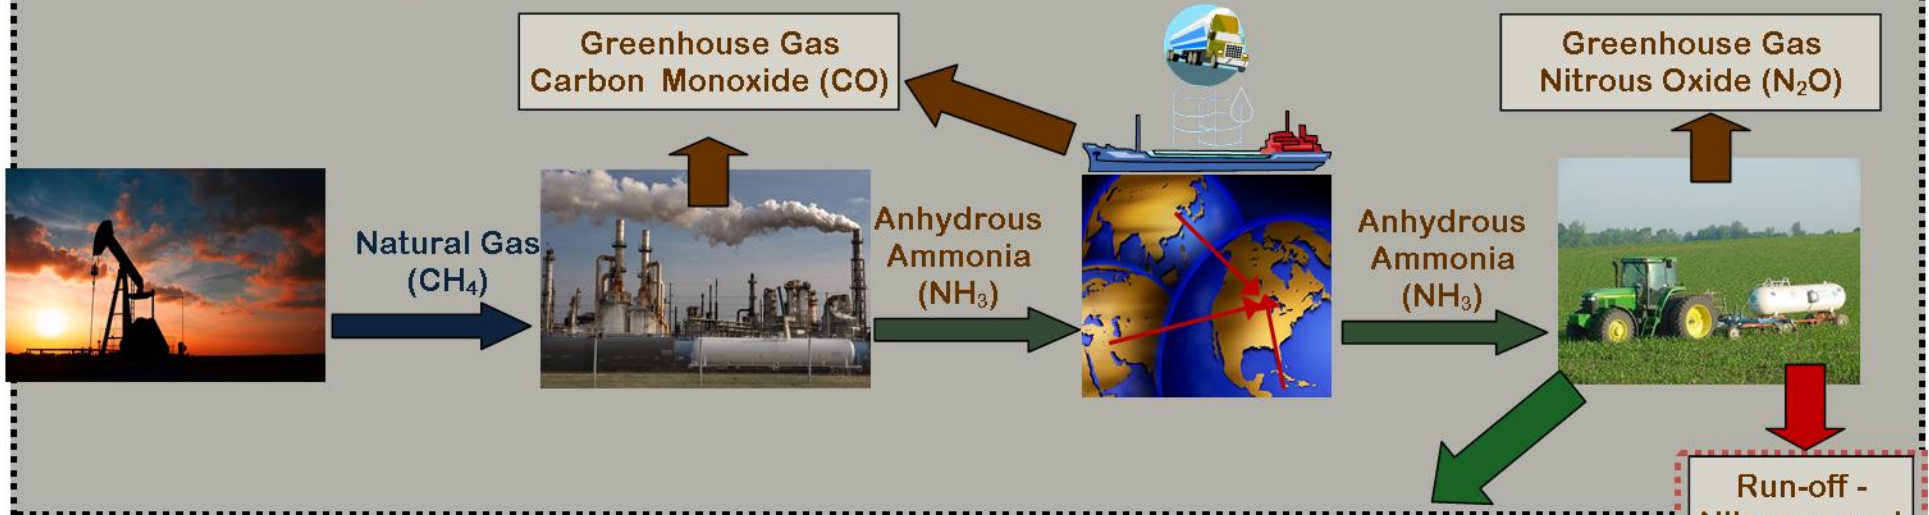 Greenhouse Gas
Carbon Monoxide (CO)
Greenhouse Gas
Nitrous Oxide (N₂O)
Natural Gas
(CH₄)
Anhydrous
Ammonia
(NH₃)
Anhydrous
Ammonia
(NH₃)
Run-off -